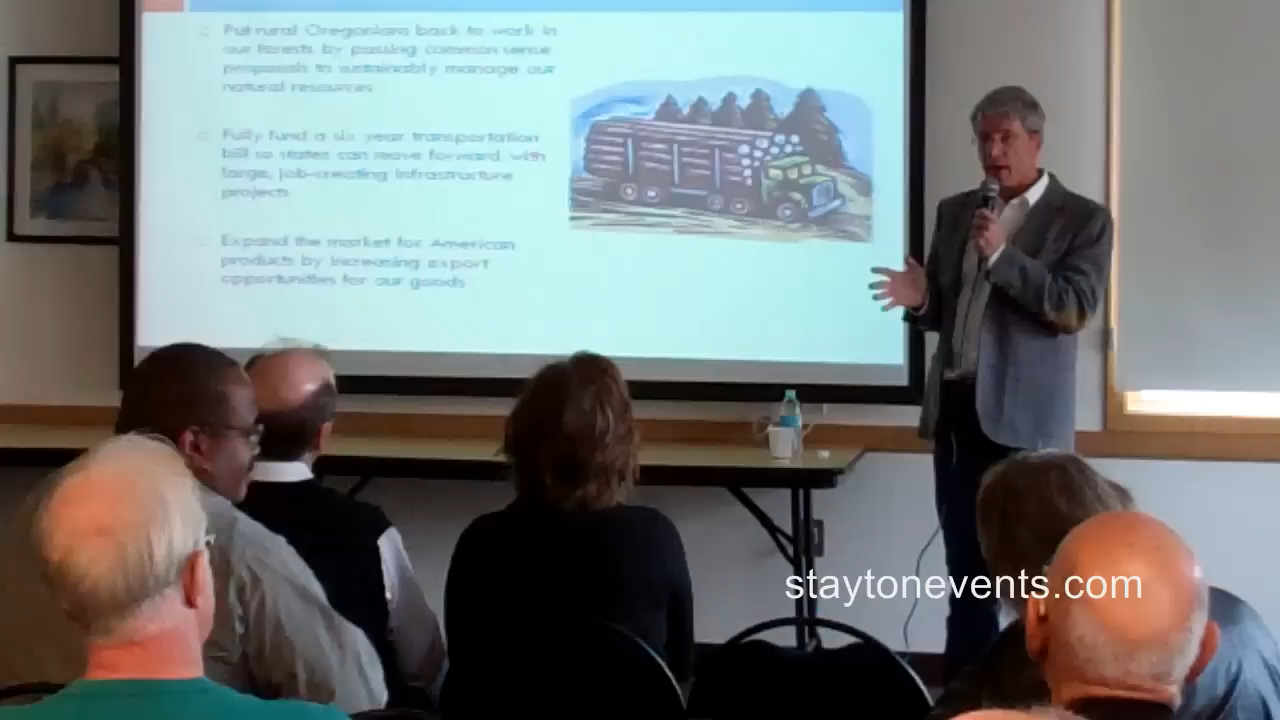 Put rural Oregonians back to work in
our forests by passing common sense
proposals to sustainably manage our
natural resources
Fully fund a six year transportation
bill so states can move forward with
large, job-creating infrastructure
projects
Expand the market for American
products by increasing export
opportunities for our goods
staytonevents.com